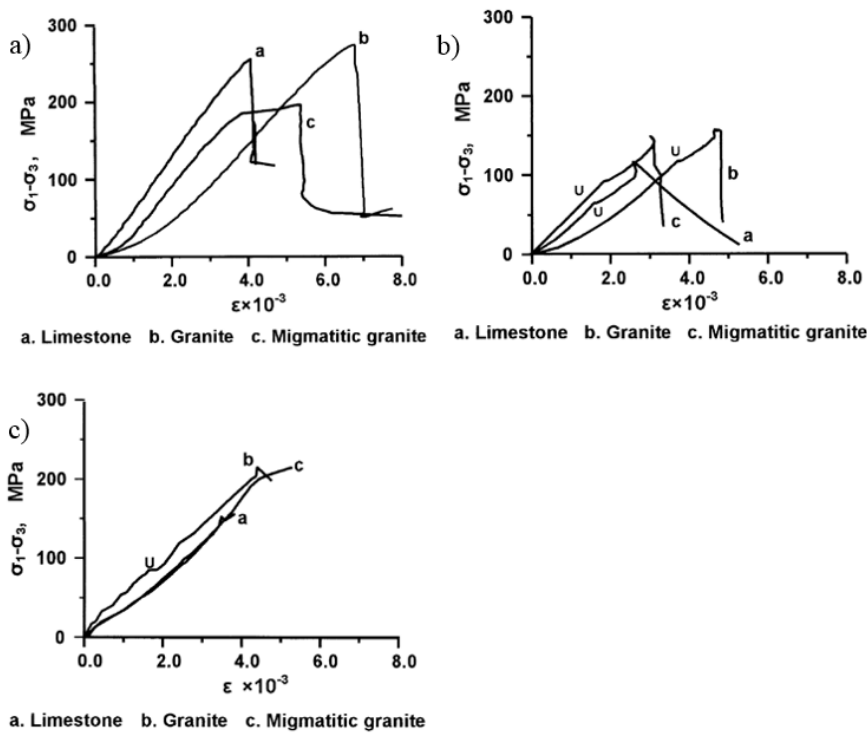 a)
300
200
100
0
σ₁-σ₃, MPa
a
b
c
0.0 2.0 4.0 6.0 8.0
ε×10⁻³
a. Limestone b. Granite c. Migmatitic granite
b)
300
200
100
0
σ₁-σ₃, MPa
U
U
U
b
c
a
0.0 2.0 4.0 6.0 8.0
ε×10⁻³
a. Limestone b. Granite c. Migmatitic granite
c)
300
200
100
0
σ₁-σ₃, MPa
b
c
a
U
0.0 2.0 4.0 6.0 8.0
ε ×10⁻³
a. Limestone b. Granite c. Migmatitic granite